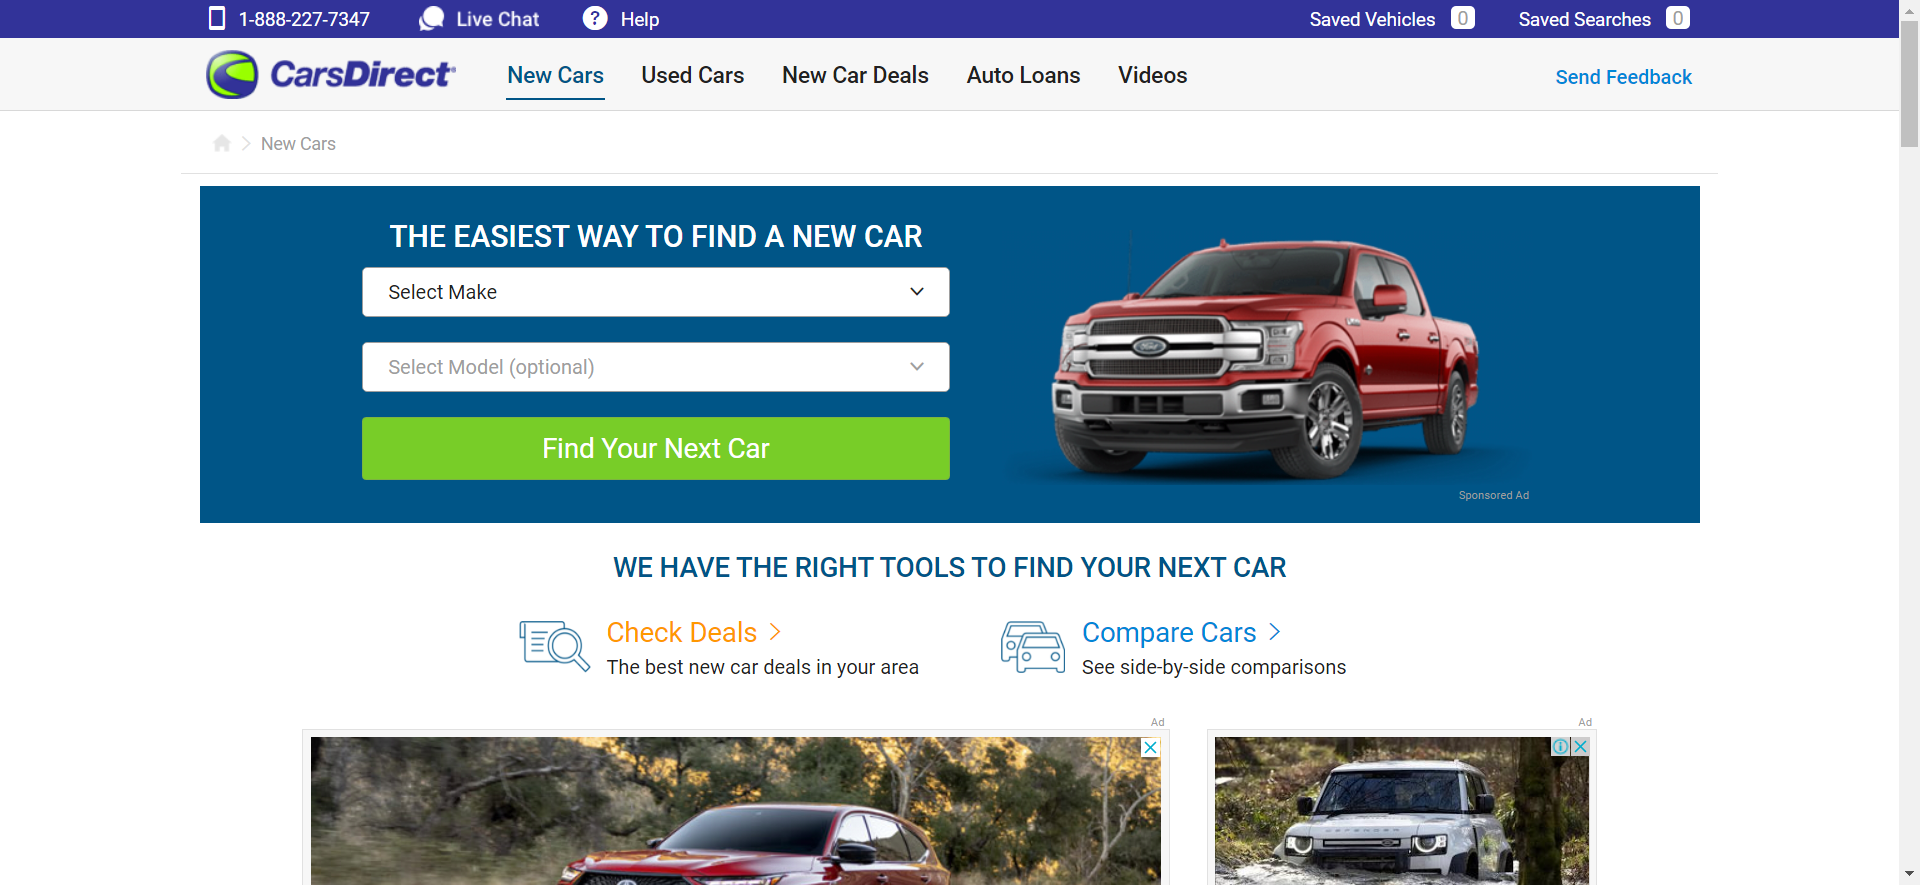 1-888-227-7347 Live Chat ? Help Saved Vehicles 0 Saved Searches 0
CarsDirect New Cars Used Cars New Car Deals Auto Loans Videos Send Feedback
New Cars
THE EASIEST WAY TO FIND A NEW CAR
Select Make
Select Model (optional)
Find Your Next Car
Ford
Sponsored Ad
WE HAVE THE RIGHT TOOLS TO FIND YOUR NEXT CAR
Check Deals
The best new car deals in your area
Compare Cars
See side-by-side comparisons
Ad
Ad
DEFENDER